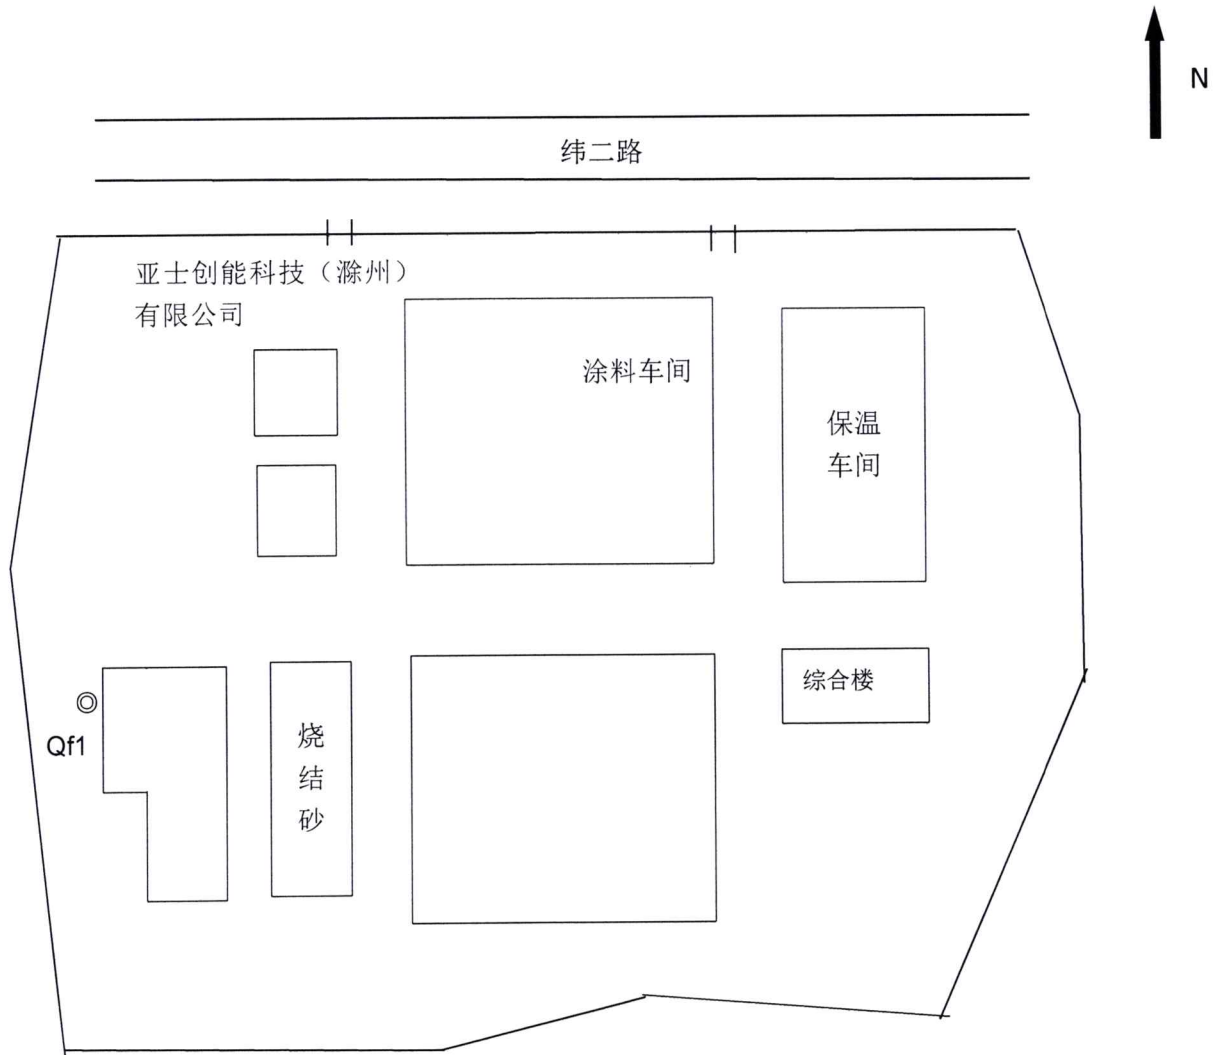 N
纬二路
亚士创能科技（滁州）
有限公司
涂料车间
保温
车间
综合楼
Qf1
烧
结
砂